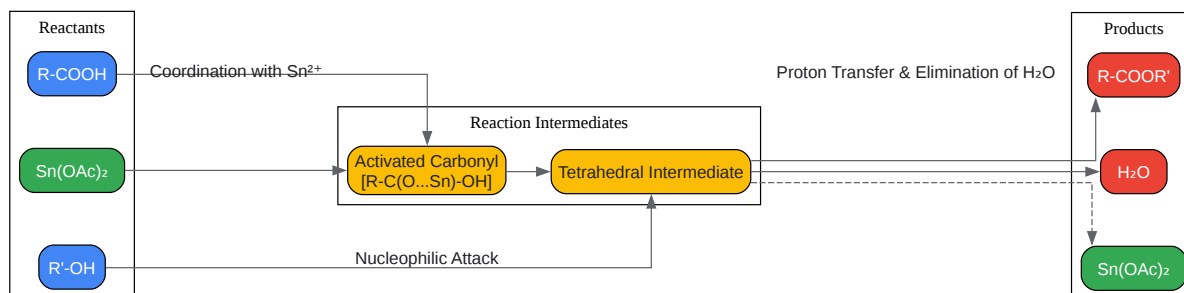 Reactants
Products
R-COOH
Coordination with Sn²⁺
Proton Transfer & Elimination of H₂O
R-COOR'
Reaction Intermediates
Sn(OAc)₂
Activated Carbonyl
[R-C(O...Sn)-OH]
Tetrahedral Intermediate
H₂O
R'-OH
Nucleophilic Attack
Sn(OAc)₂